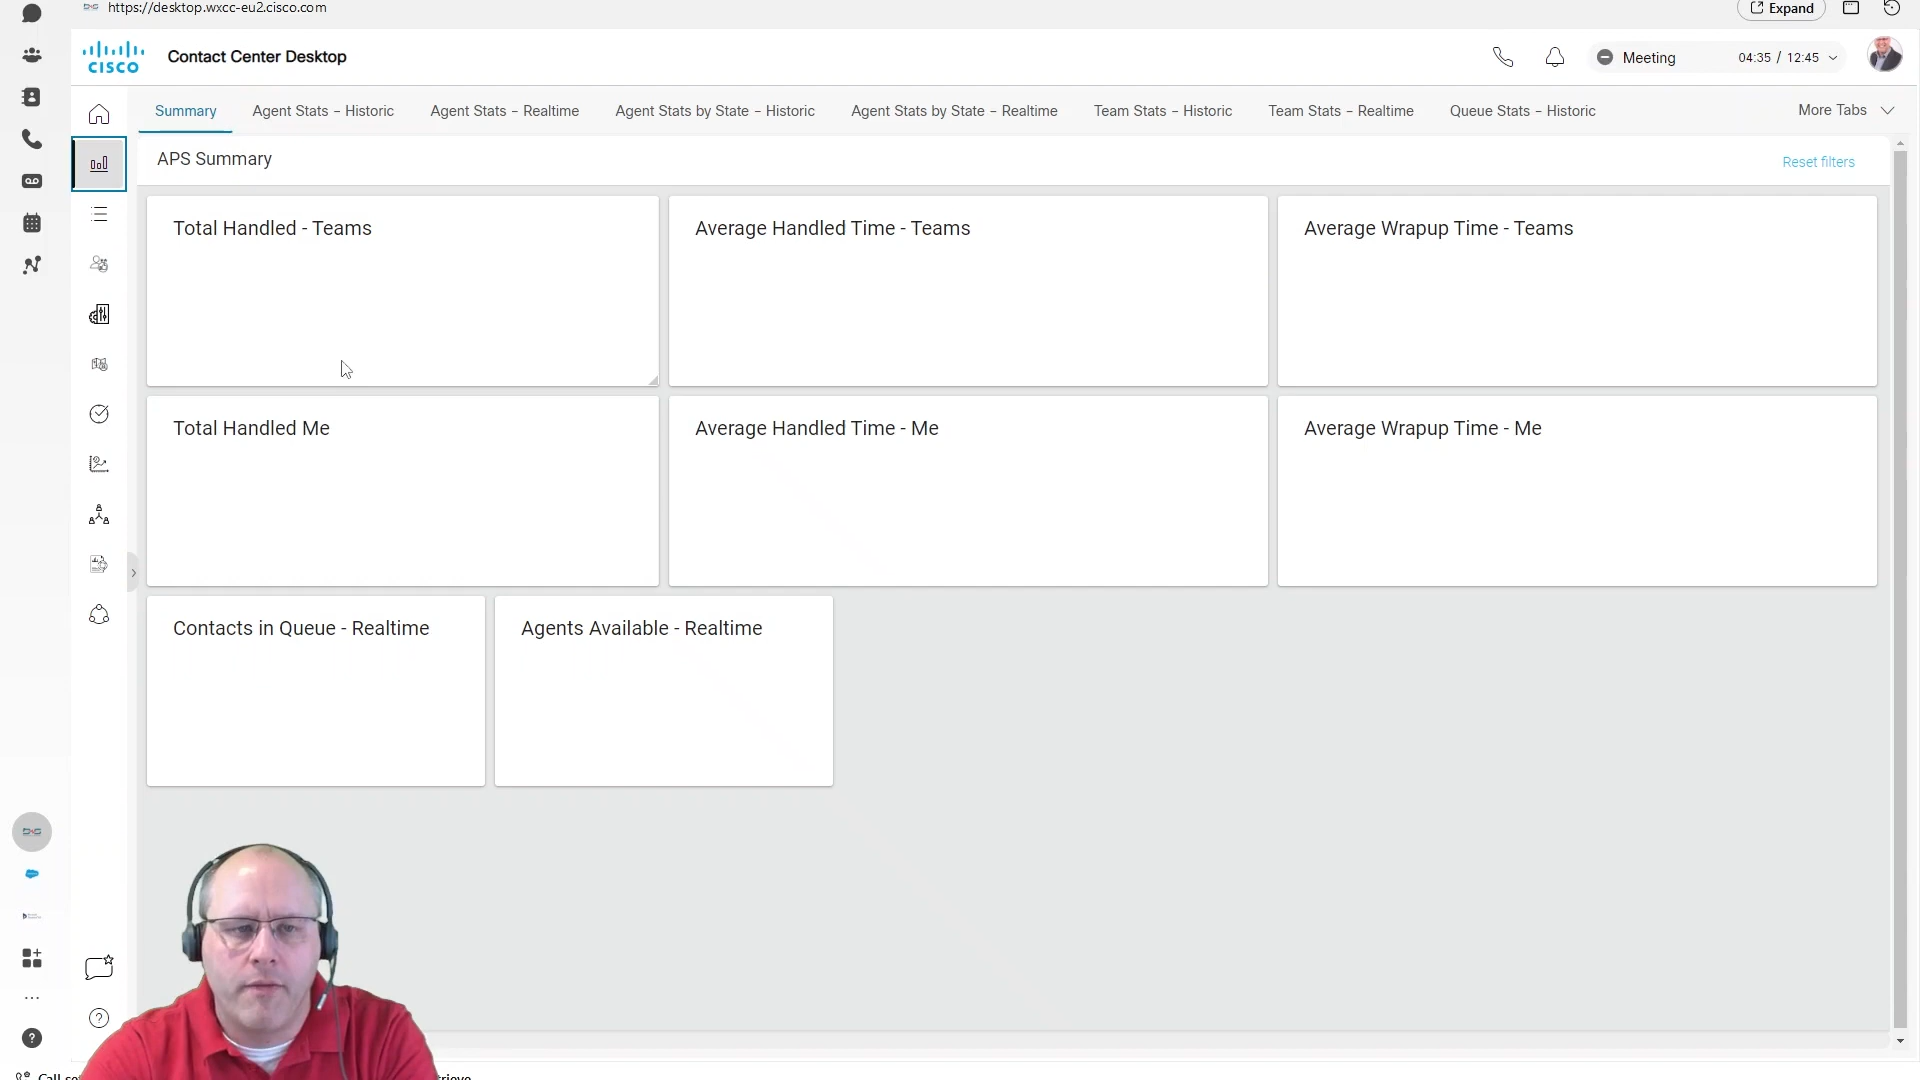 https://desktop.wxcc-eu2.cisco.com
Expand
CISCO
Contact Center Desktop
Meeting
04:35 / 12:45
Summary
Agent Stats - Historic
Agent Stats - Realtime
Agent Stats by State - Historic
Agent Stats by State - Realtime
Team Stats - Historic
Team Stats - Realtime
Queue Stats - Historic
More Tabs
APS Summary
Reset filters
Total Handled - Teams
Average Handled Time - Teams
Average Wrapup Time - Teams
Total Handled Me
Average Handled Time - Me
Average Wrapup Time - Me
Contacts in Queue - Realtime
Agents Available - Realtime